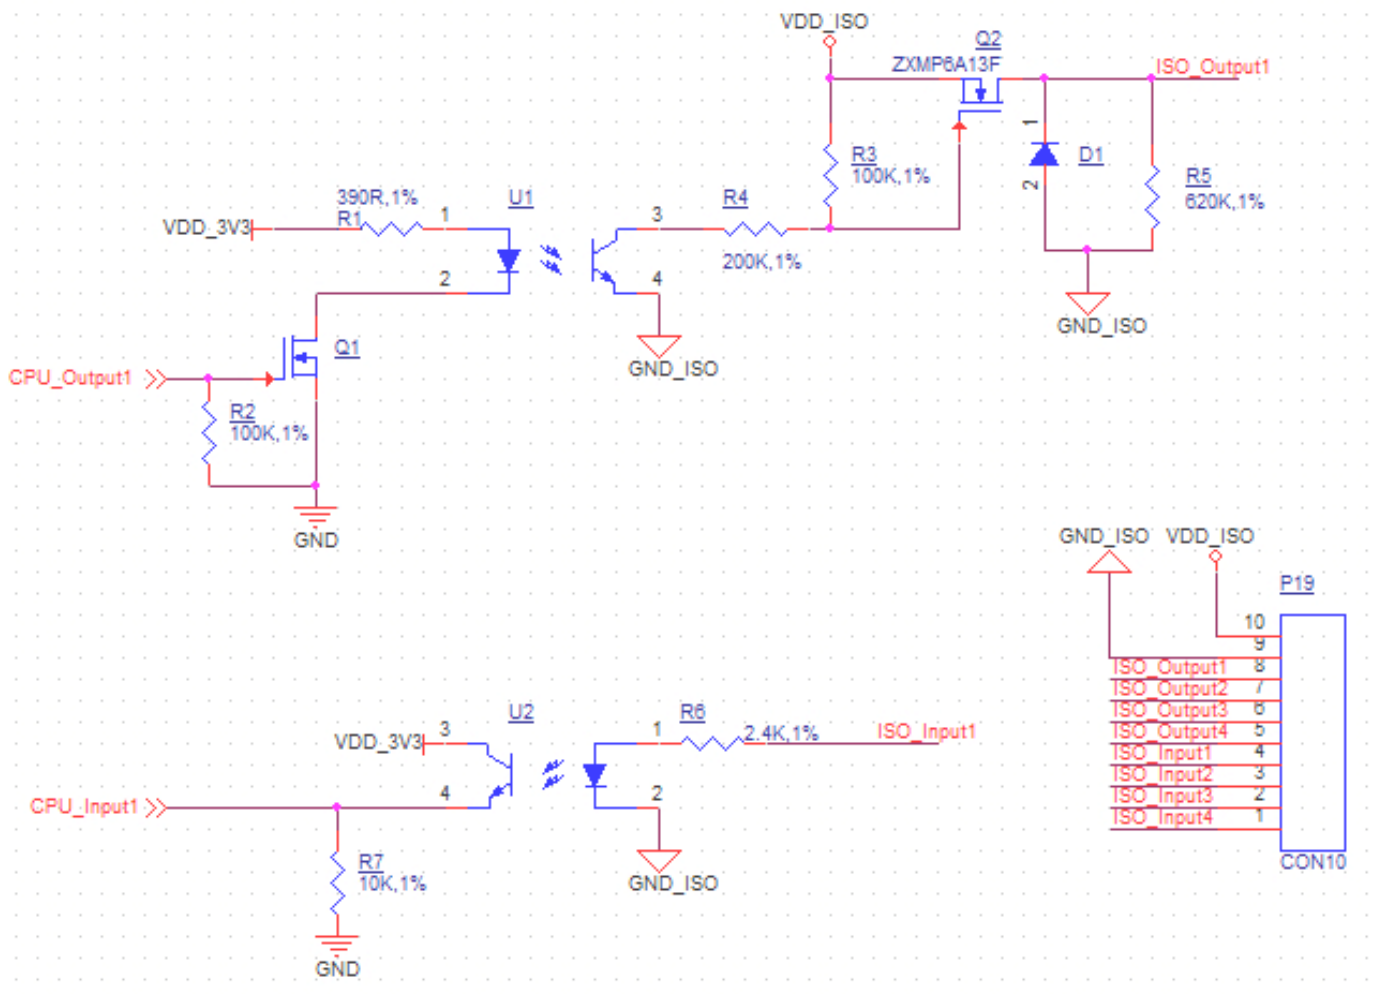 VDD_ISO
Q2
ZXMP6A13F
ISO_Output1
1
D1
2
R3
100K,1%
R5
620K,1%
390R,1%
R1
VDD_3V3
1
U1
3
R4
200K,1%
2
4
GND_ISO
GND_ISO
Q1
CPU_Output1
R2
100K,1%
GND
GND_ISO
VDD_ISO
P19
10
9
ISO_Output1 8
ISO_Output2 7
ISO_Output3 6
ISO_Output4 5
ISO_Input1 4
ISO_Input2 3
ISO_Input3 2
ISO_Input4 1
CON10
U2
VDD_3V3
3
1
R6
2.4K,1%
ISO_Input1
CPU_Input1
4
2
R7
10K,1%
GND_ISO
GND